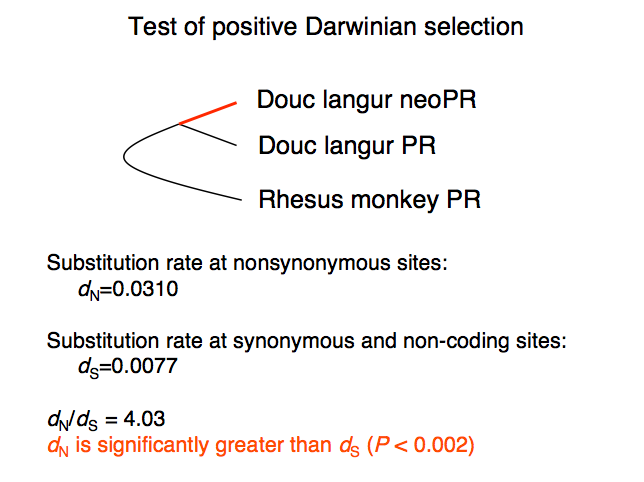 Test of positive Darwinian selection
Douc langur neoPR
Douc langur PR
Rhesus monkey PR
Substitution rate at nonsynonymous sites:
dN=0.0310
Substitution rate at synonymous and non-coding sites:
dS=0.0077
dN/dS = 4.03
dN is significantly greater than dS (P < 0.002)